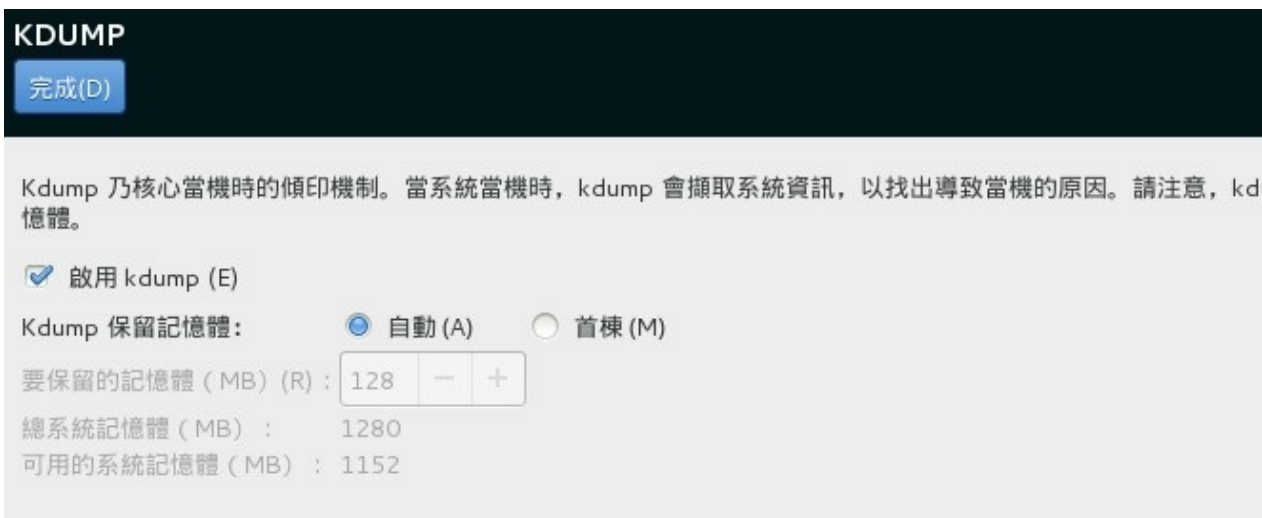 KDUMP
完成(D)
Kdump 乃核心當機時的傾印機制。當系統當機時，kdump 會擷取系統資訊，以找出導致當機的原因。請注意，kd
憶體。
啟用 kdump (E)
Kdump 保留記憶體： 自動 (A) 首棟 (M)
要保留的記憶體 ( MB) (R) : 128
總系統記憶體 ( MB) : 1280
可用的系統記憶體 ( MB) : 1152